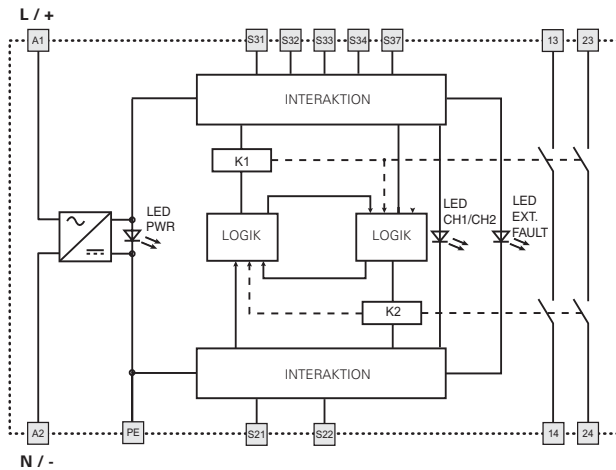 L / +
A1
S31
S32
S33
S34
S37
13
23
INTERAKTION
K1
LED
PWR
LOGIK
LOGIK
LED
CH1/CH2
LED
EXT.
FAULT
K2
INTERAKTION
A2
PE
S21
S22
14
24
N / -